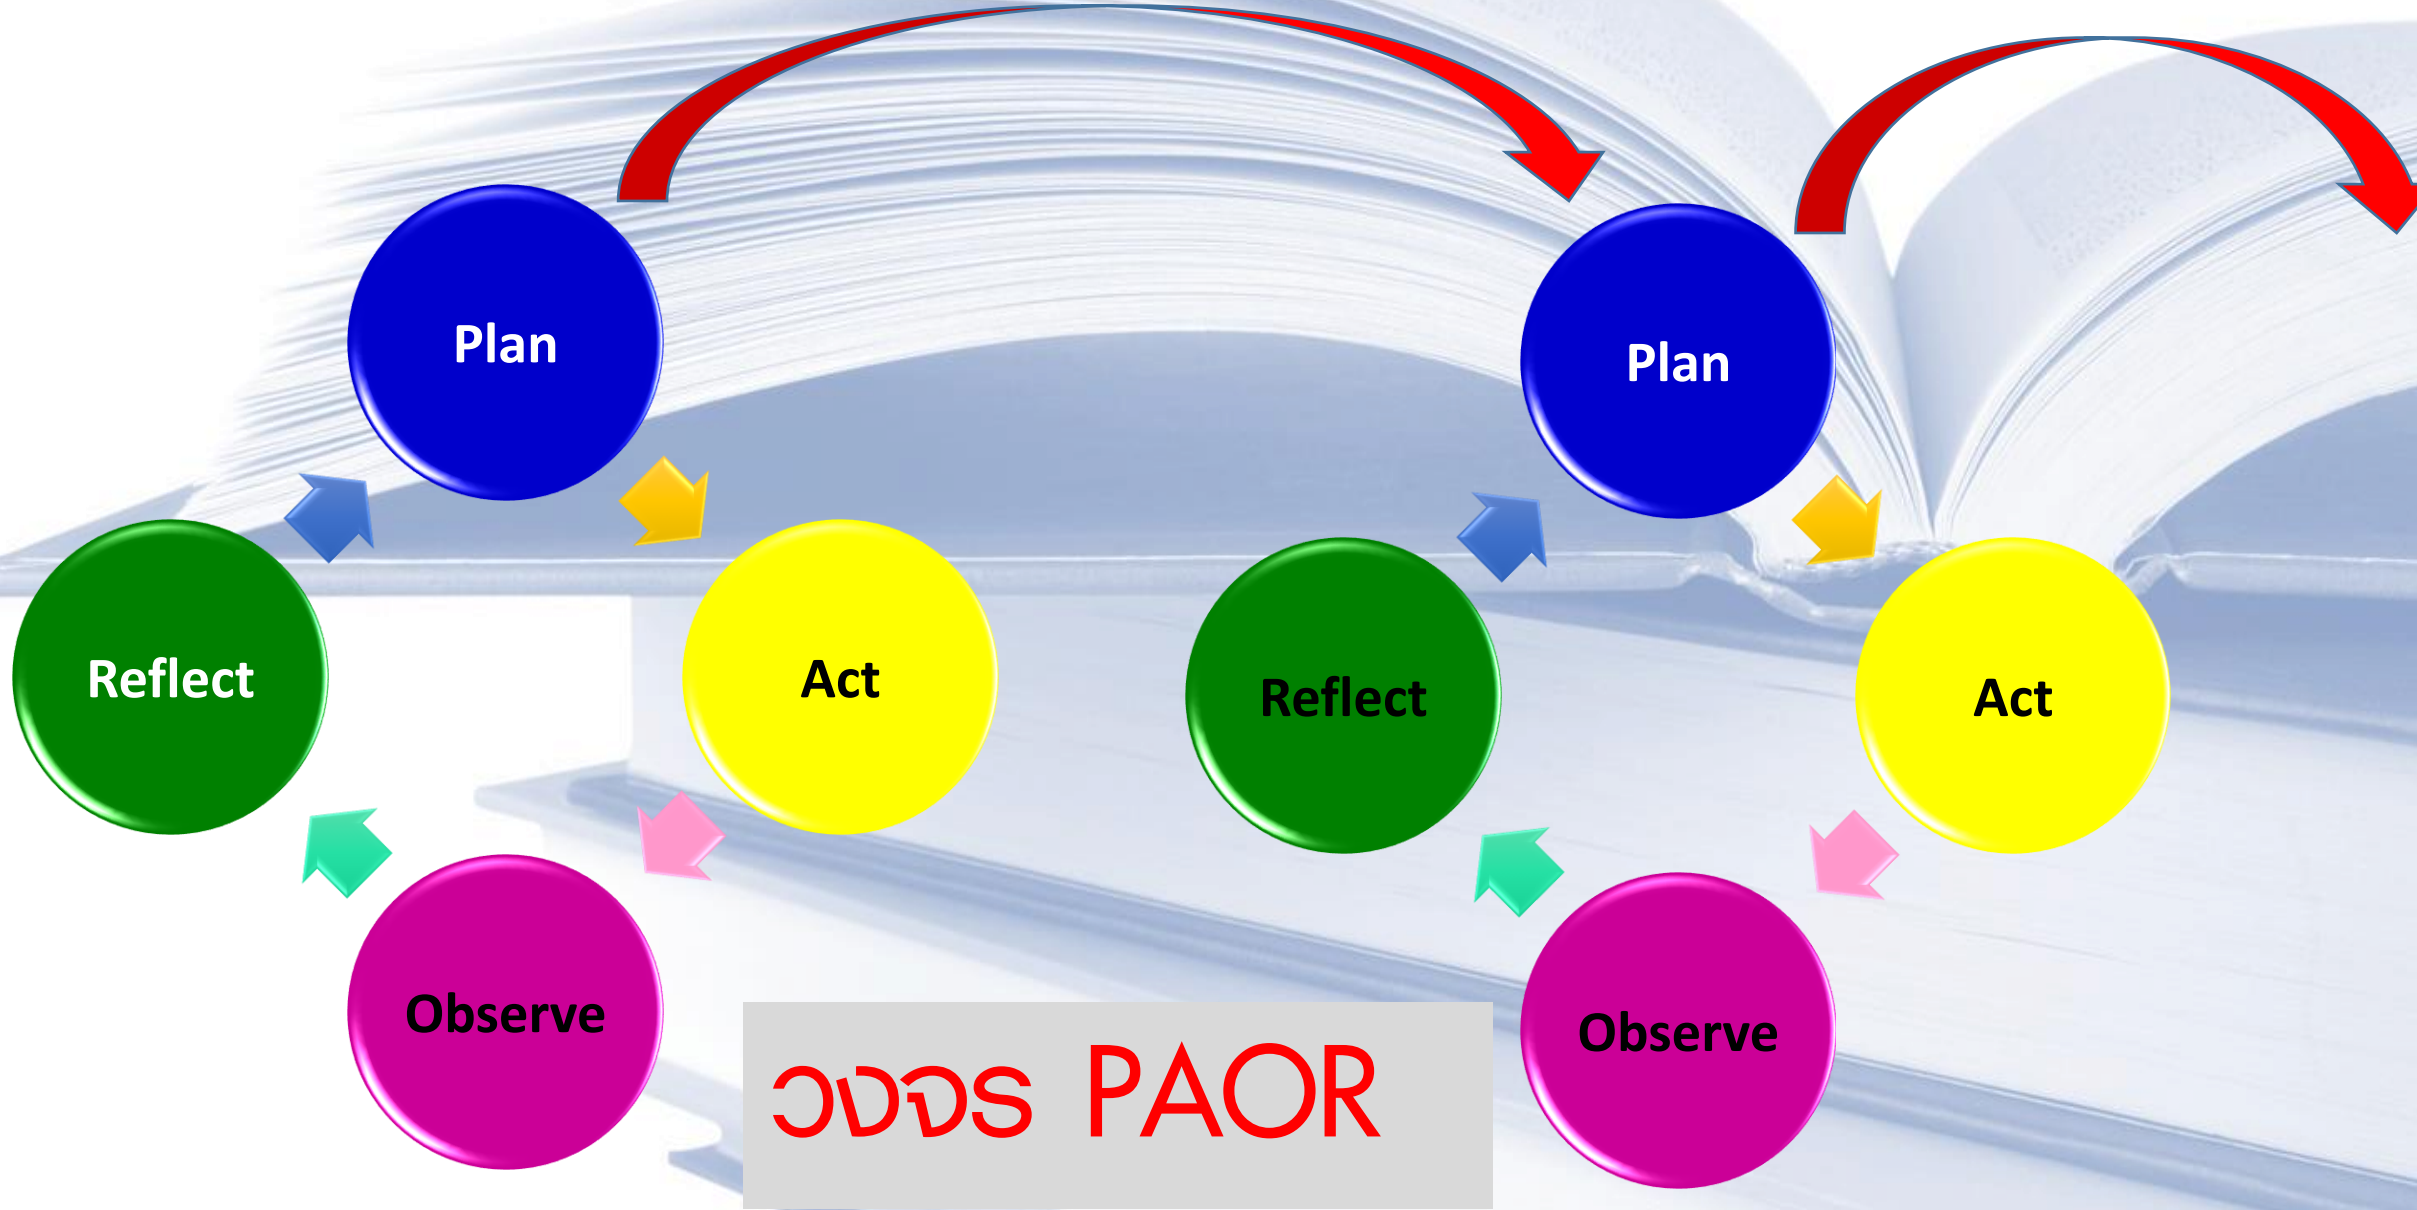 Plan
Reflect
Act
Observe
Plan
Reflect
Act
Observe
วงจร PAOR